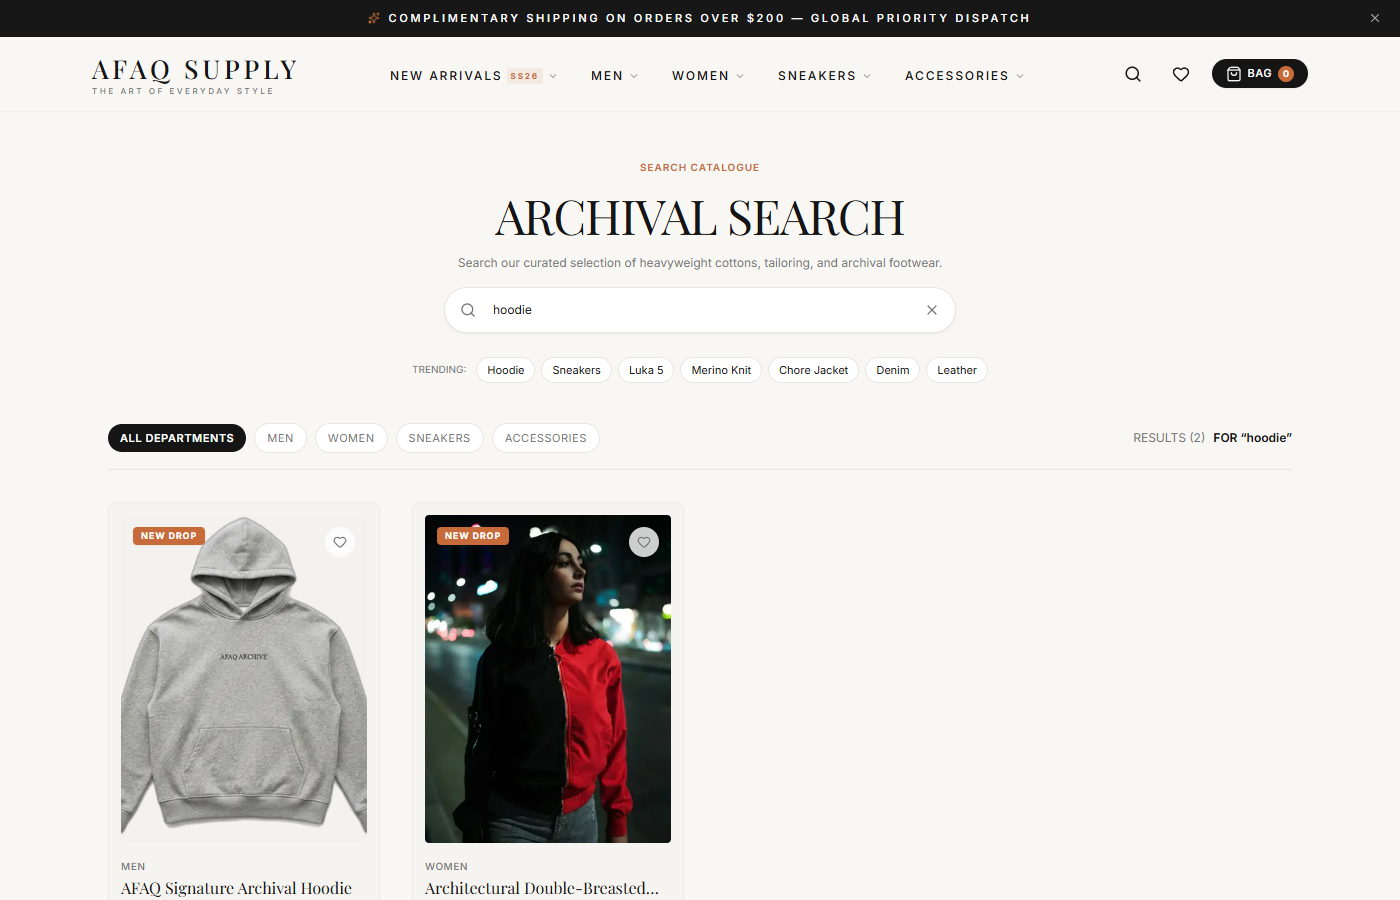 COMPLIMENTARY SHIPPING ON ORDERS OVER $200 — GLOBAL PRIORITY DISPATCH
AFAQ SUPPLY
THE ART OF EVERYDAY STYLE
NEW ARRIVALS SS26 MEN WOMEN SNEAKERS ACCESSORIES
BAG 0
SEARCH CATALOGUE
ARCHIVAL SEARCH
Search our curated selection of heavyweight cottons, tailoring, and archival footwear.
hoodie
TRENDING: Hoodie Sneakers Luka 5 Merino Knit Chore Jacket Denim Leather
ALL DEPARTMENTS MEN WOMEN SNEAKERS ACCESSORIES
RESULTS (2) FOR “hoodie”
NEW DROP
AFAQ ARCHIVE
MEN
AFAQ Signature Archival Hoodie
NEW DROP
WOMEN
Architectural Double-Breasted...